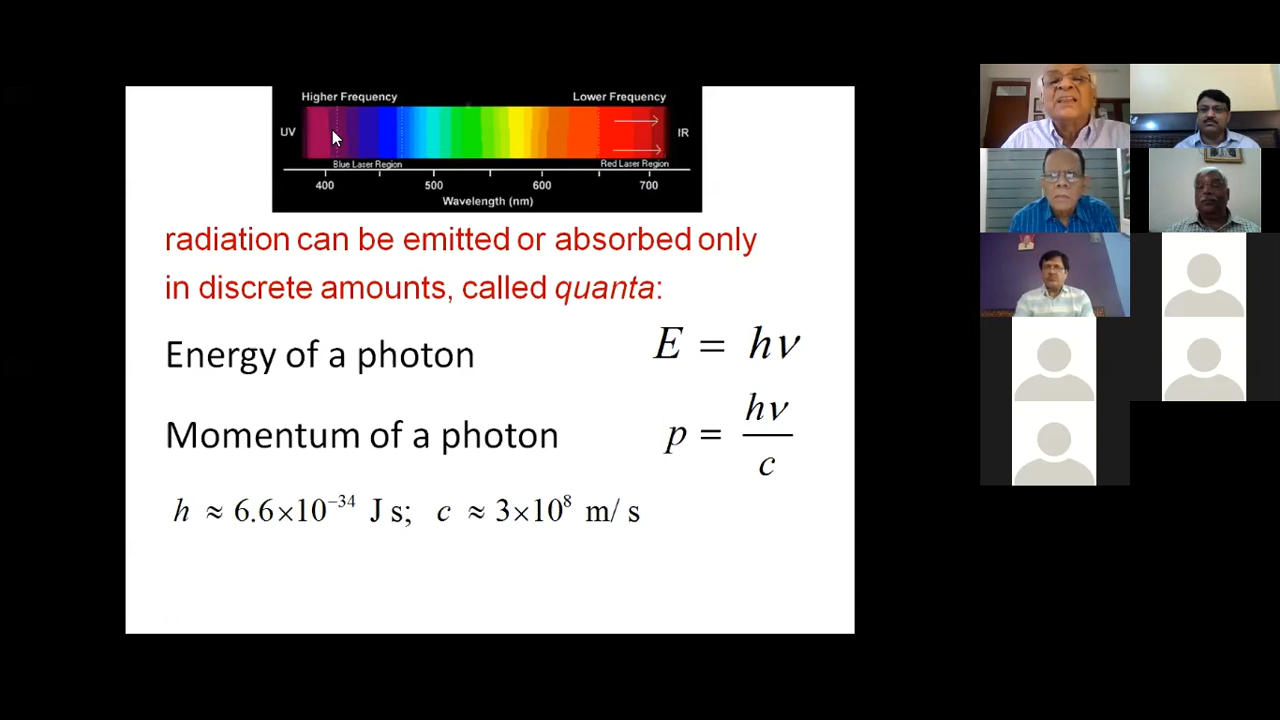 Higher Frequency Lower Frequency
UV IR
Blue Laser Region Red Laser Region
400 500 600 700
Wavelength (nm)
radiation can be emitted or absorbed only
in discrete amounts, called quanta:
Energy of a photon E = hν
Momentum of a photon p = hν/c
h ≈ 6.6×10⁻³⁴ J s; c ≈ 3×10⁸ m/ s